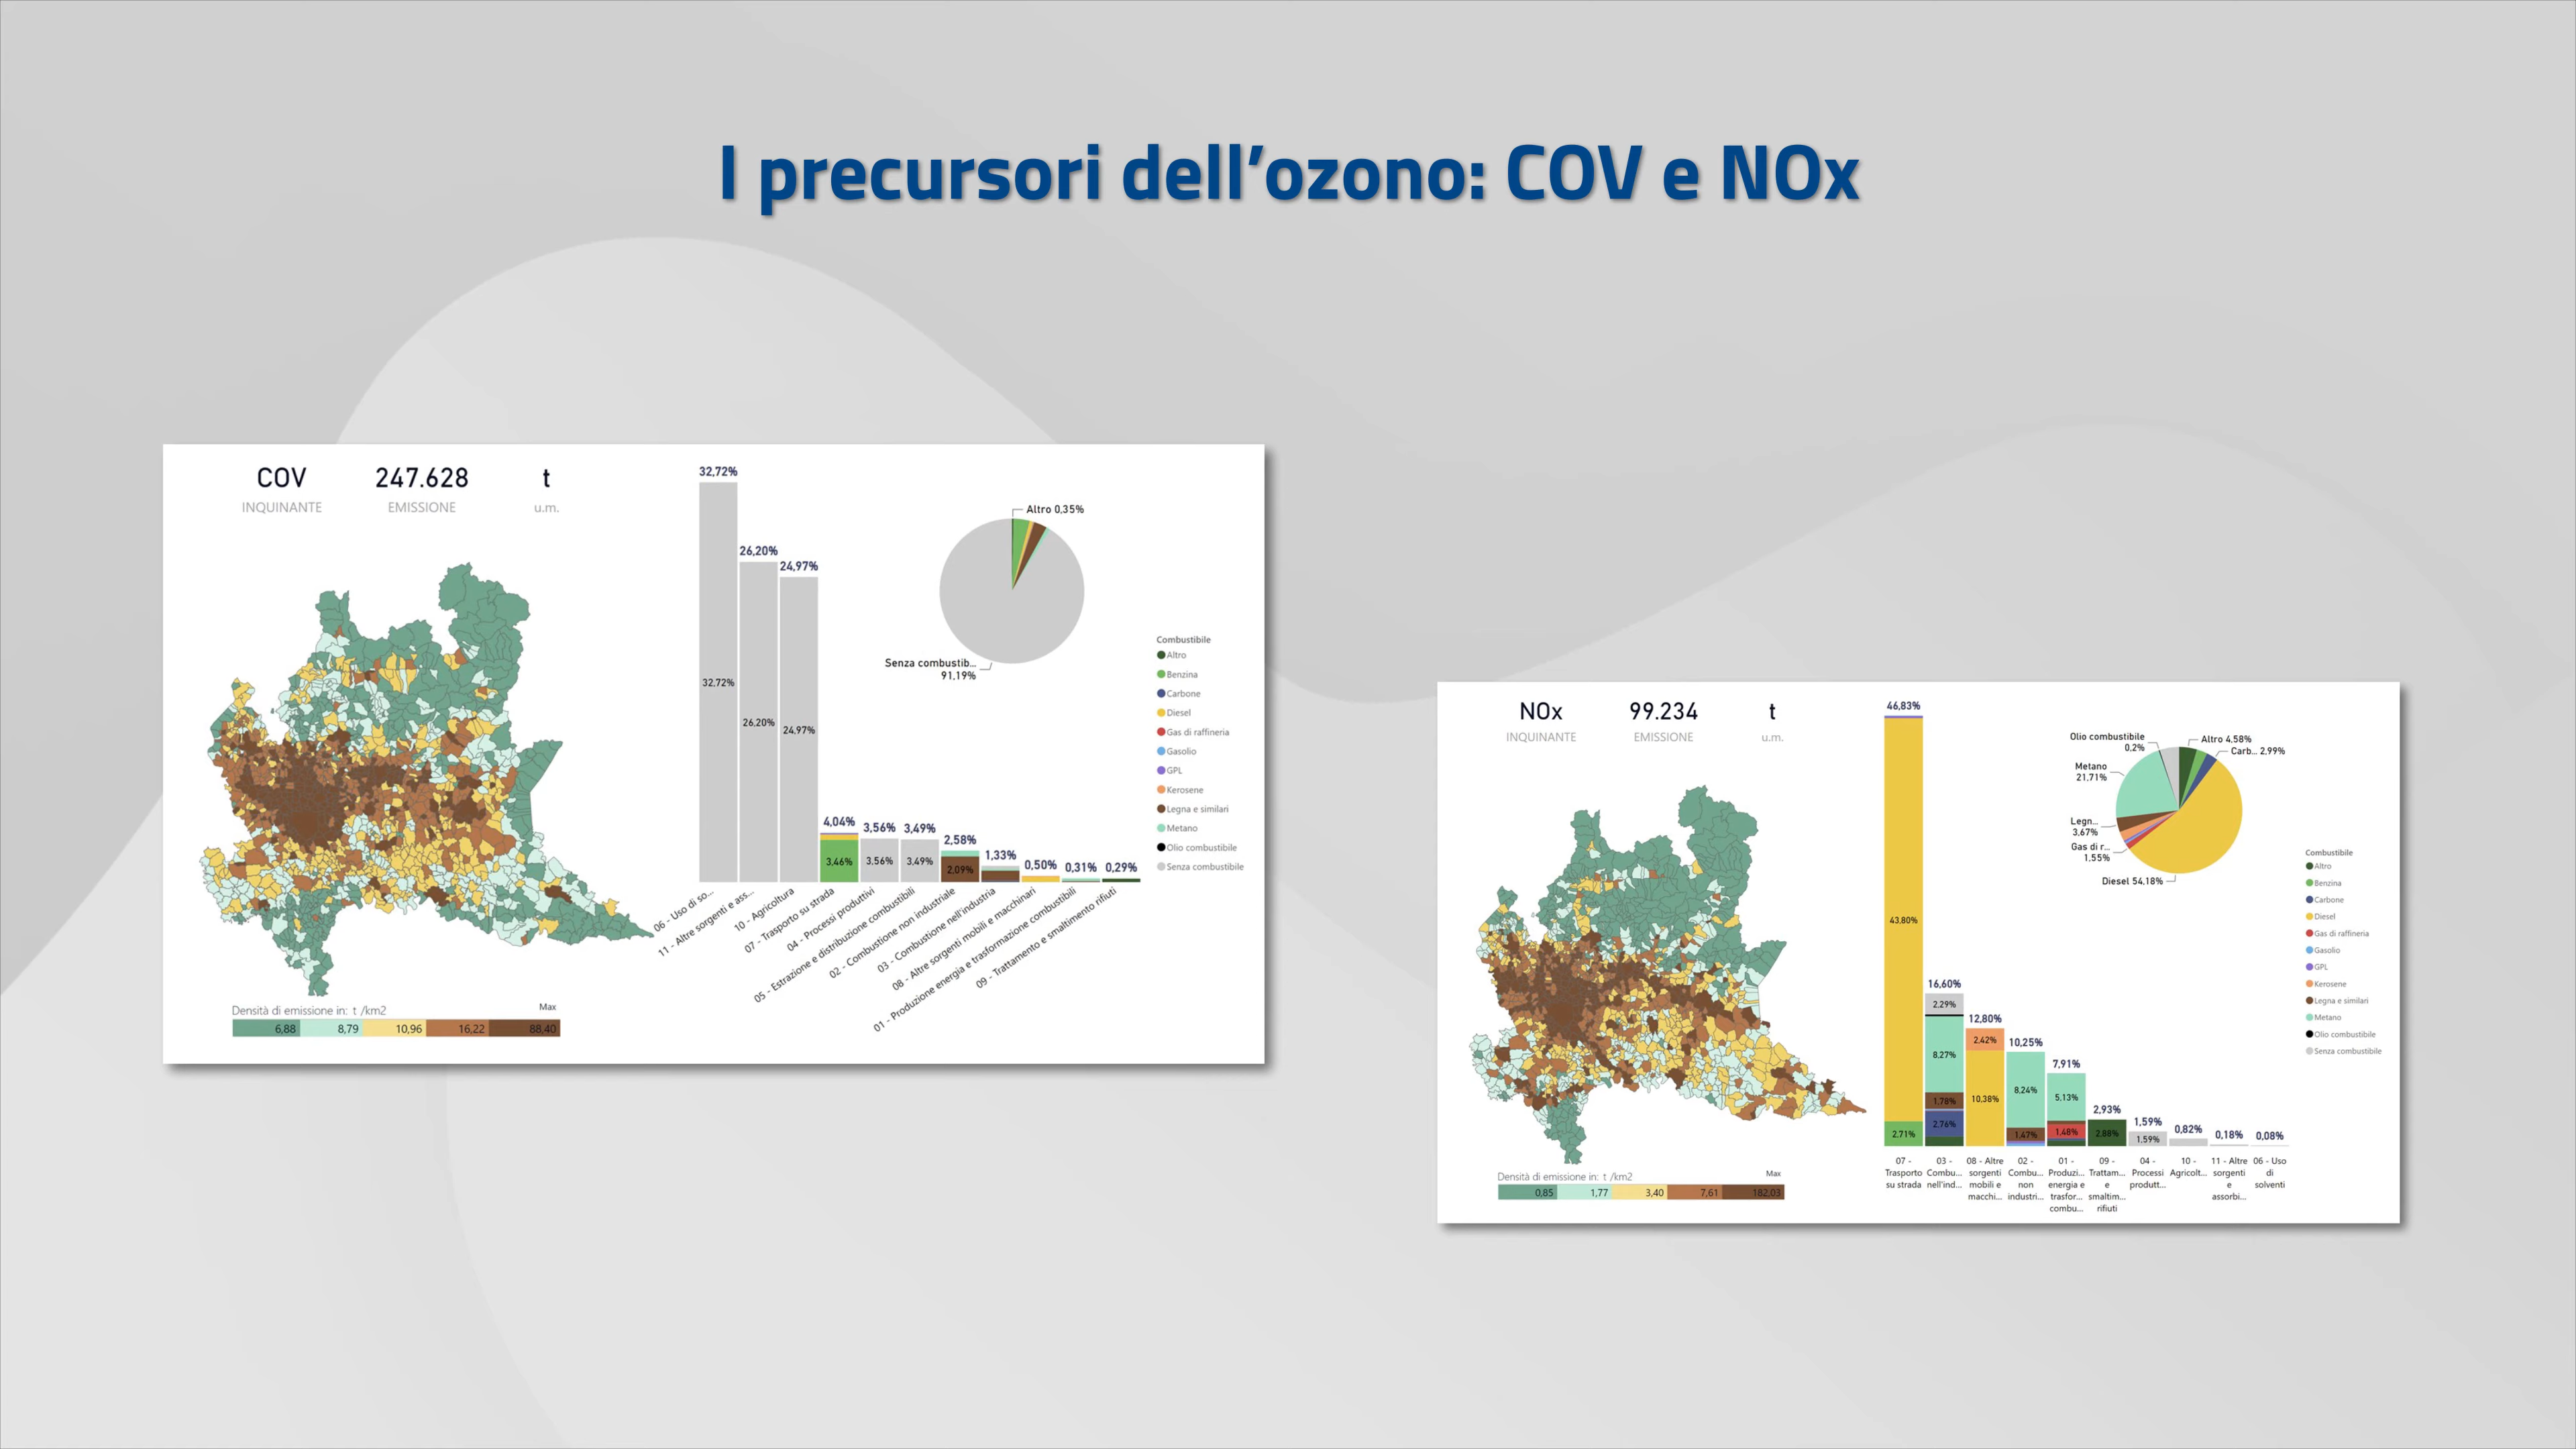 I precursori dell’ozono: COV e NOx
COV 247.628 t
INQUINANTE EMISSIONE u.m.
Densità di emissione in: t /km2 Max
6,88 8,79 10,96 16,22 88,40
32,72%
26,20%
24,97%
4,04%
3,56%
3,49%
2,58%
1,33%
0,50%
0,31%
0,29%
32,72%
26,20%
24,97%
3,46%
3,56%
3,49%
2,09%
06 - Uso di so...
11 - Altre sorgenti e ass...
10 - Agricoltura
07 - Trasporto su strada
04 - Processi produttivi
05 - Estrazione e distribuzione combustibili
02 - Combustione non industriale
03 - Combustione nell'industria
08 - Altre sorgenti mobili e macchinari
01 - Produzione energia e trasformazione combustibili
09 - Trattamento e smaltimento rifiuti
Altro 0,35%
Senza combustib...
91,19%
Combustibile
Altro
Benzina
Carbone
Diesel
Gas di raffineria
Gasolio
GPL
Kerosene
Legna e similari
Metano
Olio combustibile
Senza combustibile
NOx 99.234 t
INQUINANTE EMISSIONE u.m.
Densità di emissione in: t /km2 Max
0,85 1,77 3,40 7,61 182,03
46,83%
43,80%
2,71%
16,60%
2,29%
8,27%
1,78%
2,76%
12,80%
2,42%
10,38%
10,25%
8,24%
1,47%
7,91%
5,13%
1,48%
2,93%
2,88%
1,59%
1,59%
0,82%
0,18%
0,08%
07 -
Trasporto
su strada
03 -
Combu...
nell'ind...
08 - Altre
sorgenti
mobili e
macchi...
02 -
Combu...
non
industri...
01 -
Produzi...
energia e
trasfor...
combu...
09 -
Trattam...
e
smaltim...
rifiuti
04 -
Processi
produtt...
10 -
Agricolt...
11 - Altre
sorgenti
e
assorbi...
06 - Uso
di
solventi
Olio combustibile
0,2%
Altro 4,58%
Carb... 2,99%
Metano
21,71%
Legn...
3,67%
Gas di r...
1,55%
Diesel 54,18%
Combustibile
Altro
Benzina
Carbone
Diesel
Gas di raffineria
Gasolio
GPL
Kerosene
Legna e similari
Metano
Olio combustibile
Senza combustibile